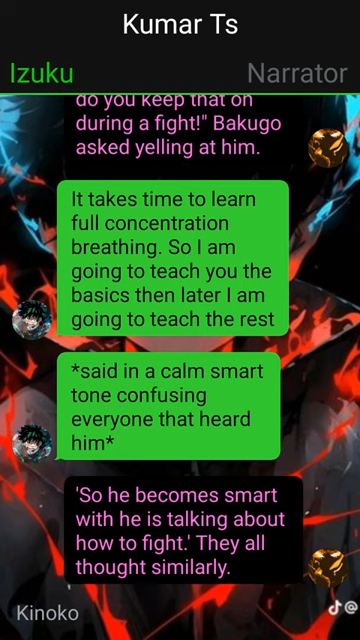 Kumar Ts
Izuku
Narrator
do you keep that on
during a fight!" Bakugo
asked yelling at him.
It takes time to learn
full concentration
breathing. So I am
going to teach you the
basics then later I am
going to teach the rest
*said in a calm smart
tone confusing
everyone that heard
him*
'So he becomes smart
with he is talking about
how to fight.' They all
thought similarly.
Kinoko
@